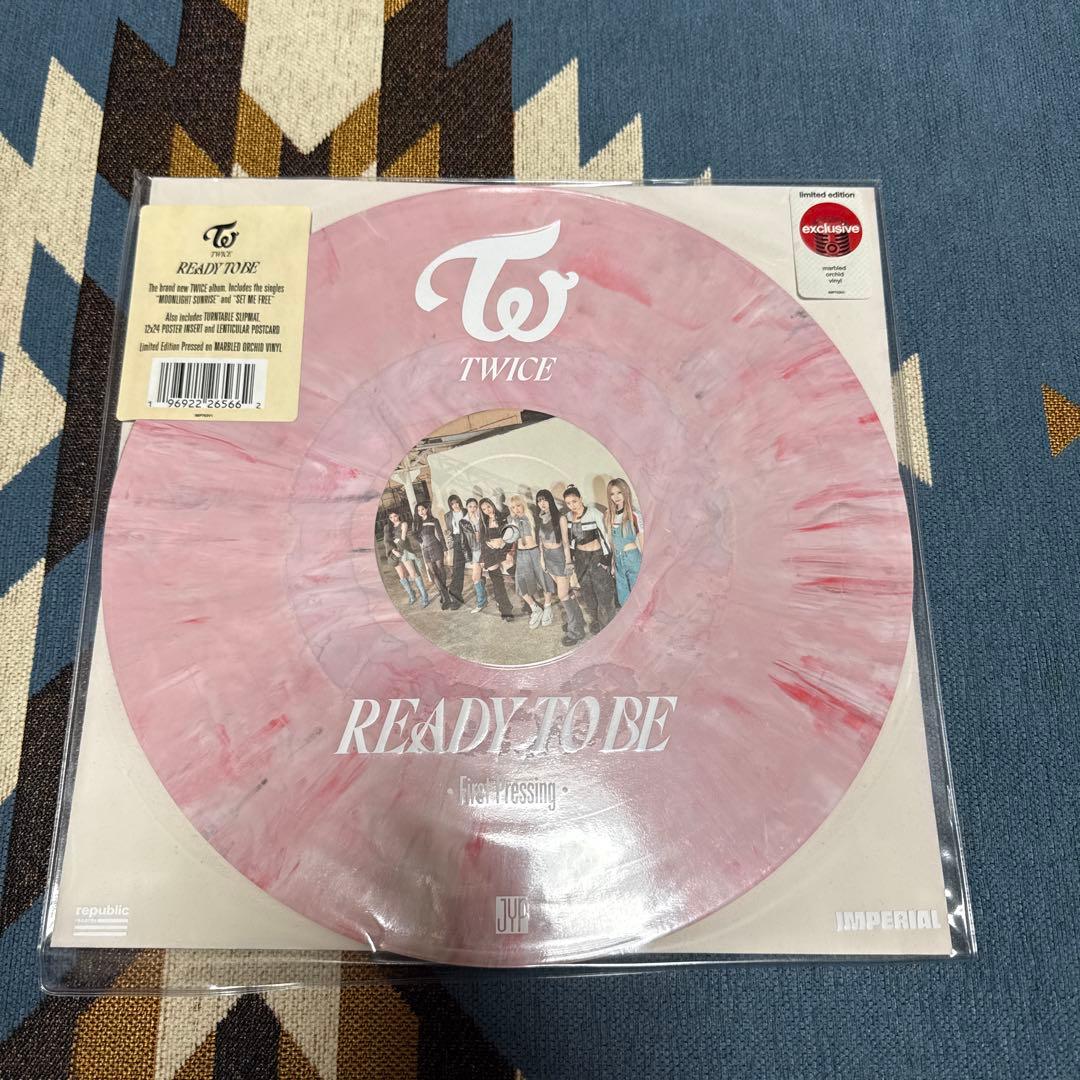 TWICE
READY TO BE
The brand new TWICE album. Includes the singles
"MOONLIGHT SUNRISE" and "SET ME FREE"
Also includes TURNTABLE SLIPMAT,
12x24 POSTER INSERT and LENTICULAR POSTCARD
Limited Edition Pressed on MARBLED ORCHID VINYL
1 96922 26566 2
limited edition
exclusive
marbled
orchid
vinyl
TWICE
READY TO BE
· First Pressing ·
republic
records
JYP
IMPERIAL